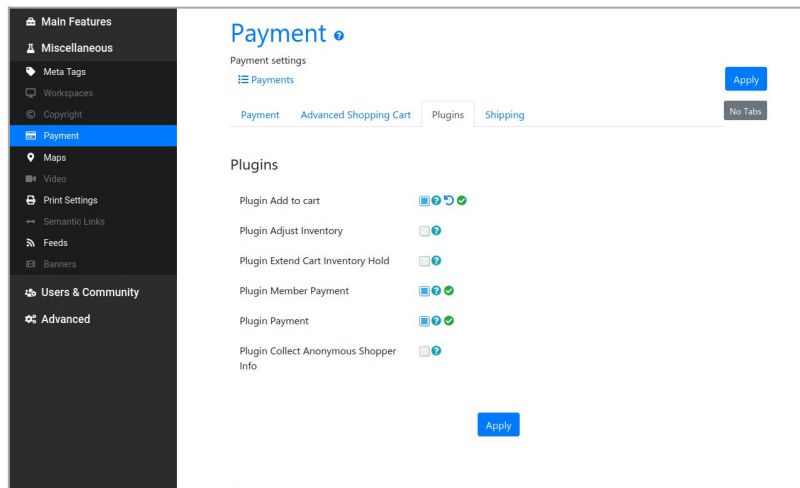 Main Features
Miscellaneous
Meta Tags
Workspaces
Copyright
Payment
Maps
Video
Print Settings
Semantic Links
Feeds
Banners
Users & Community
Advanced
Payment
Payment settings
Payments
Apply
Payment
Advanced Shopping Cart
Plugins
Shipping
No Tabs
Plugins
Plugin Add to cart
Plugin Adjust Inventory
Plugin Extend Cart Inventory Hold
Plugin Member Payment
Plugin Payment
Plugin Collect Anonymous Shopper
Info
Apply